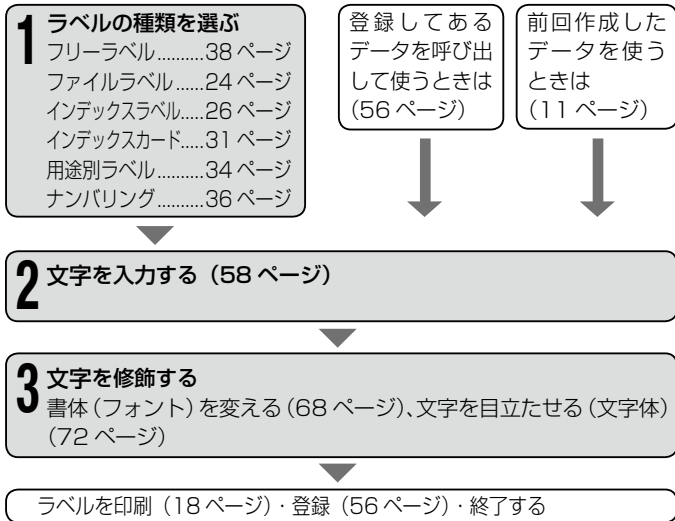 1 ラベルの種類を選ぶ
フリーラベル..........38 ページ
ファイルラベル......24 ページ
インデックスラベル.....26 ページ
インデックスカード.....31 ページ
用途別ラベル..........34 ページ
ナンバリング..........36 ページ
登録してある
データを呼び出
して使うときは
（56 ページ）
前回作成した
データを使う
ときは
（11 ページ）
2 文字を入力する（58 ページ）
3 文字を修飾する
書体（フォント）を変える（68 ページ）、文字を目立たせる（文字体）
（72 ページ）
ラベルを印刷（18 ページ）・登録（56 ページ）・終了する